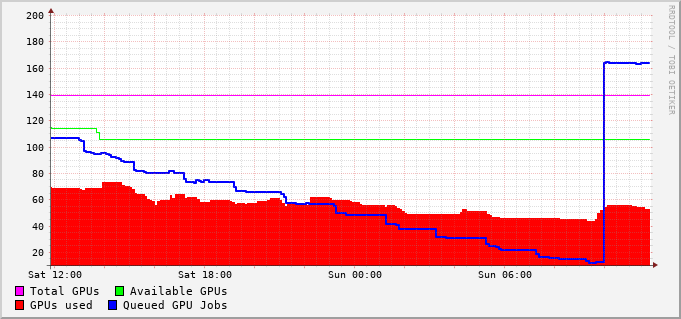 200
180
160
140
120
100
80
60
40
20
Sat 12:00 Sat 18:00 Sun 00:00 Sun 06:00
Total GPUs Available GPUs
GPUs used Queued GPU Jobs
RRDTOOL / TOBI OETIKER